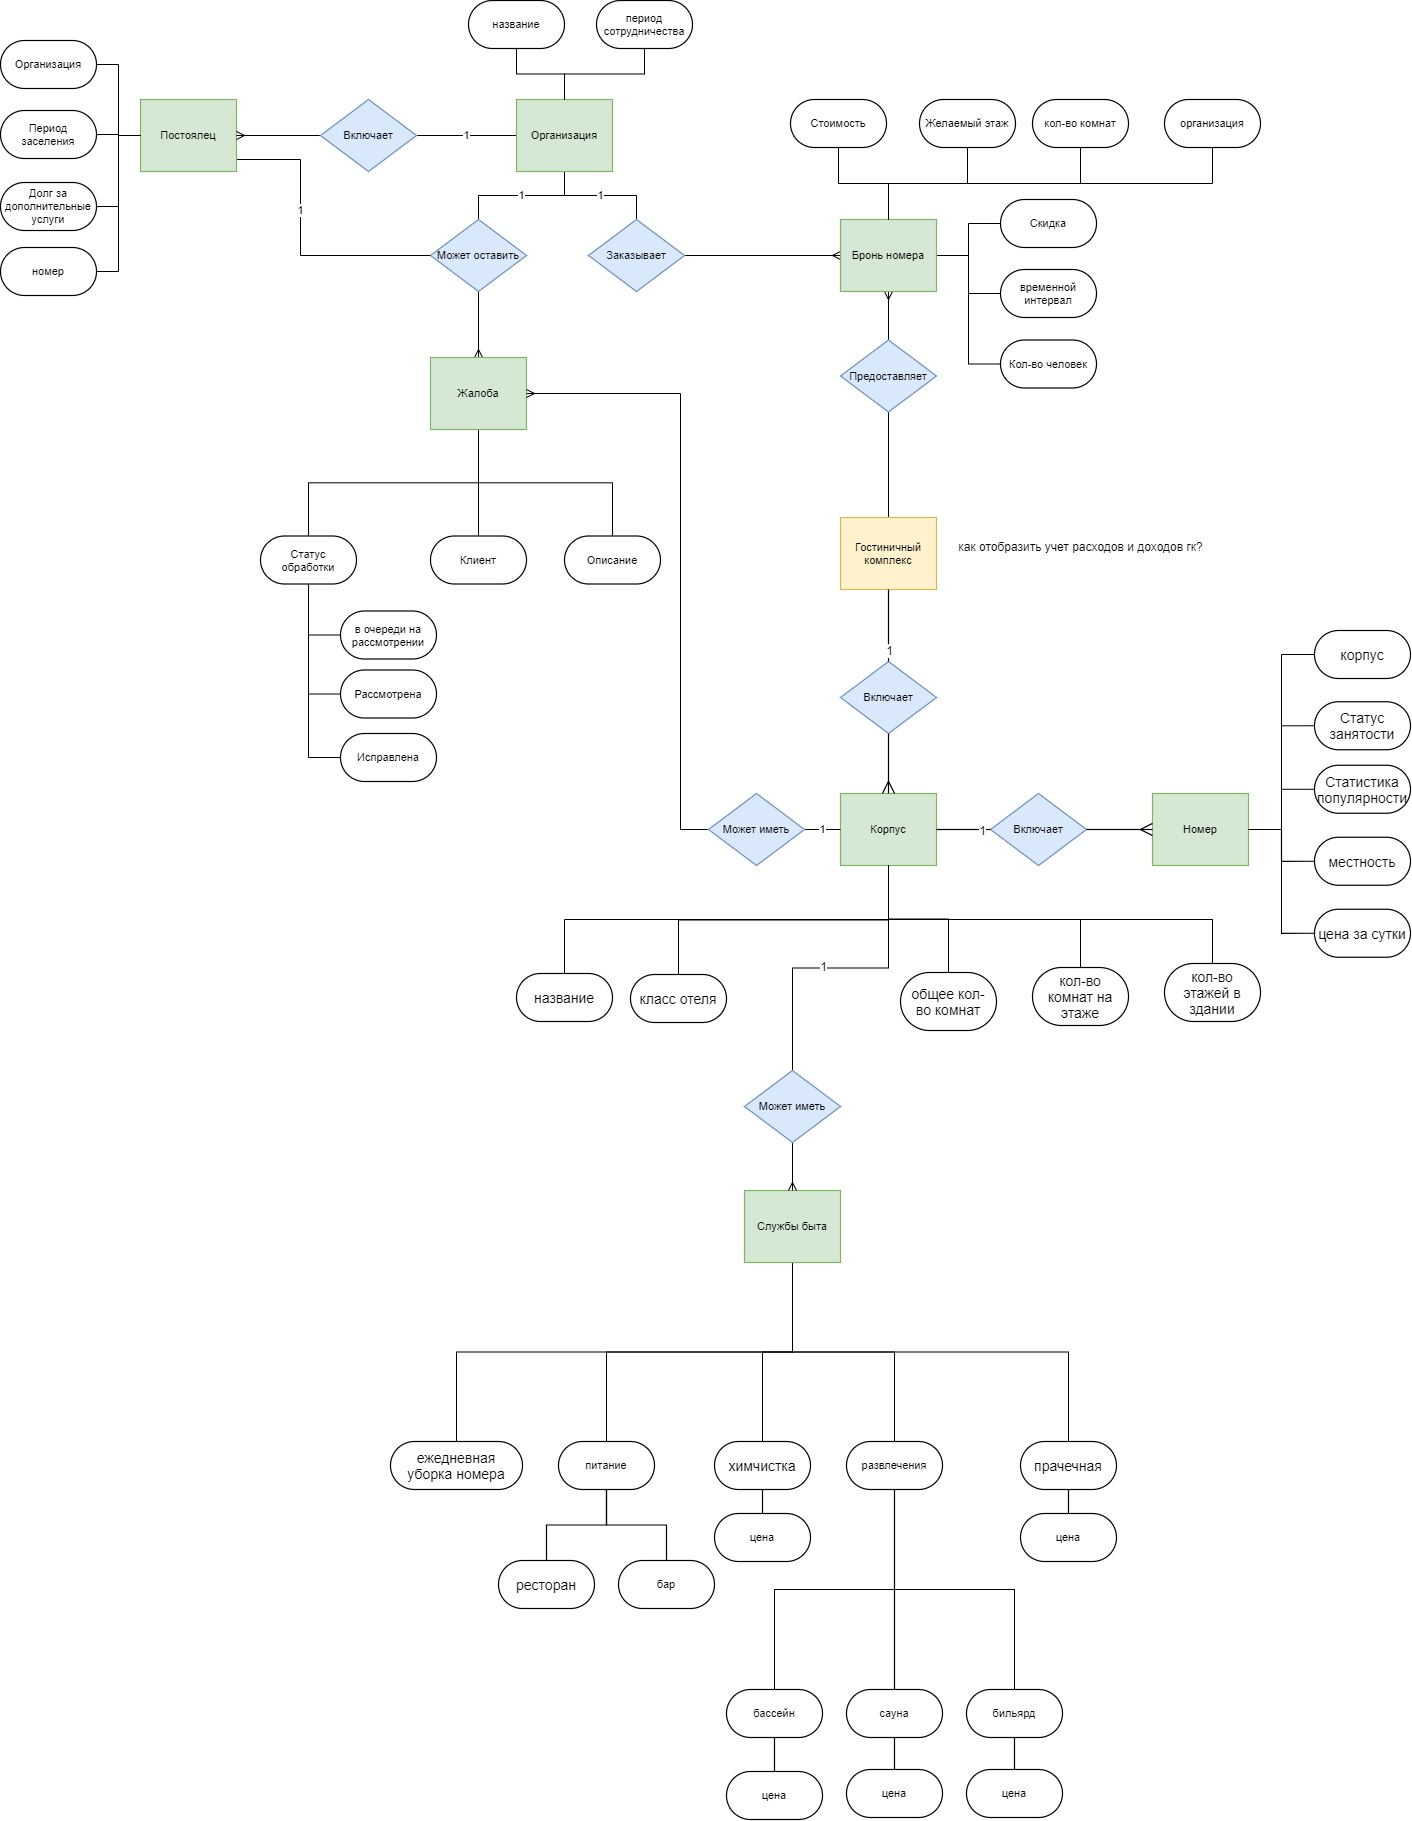 название
период
сотрудничества
Организация
Период
заселения
Долг за
дополнительные
услуги
номер
Постоялец
Включает
1
Организация
1
1
1
Может оставить
Заказывает
Стоимость
Желаемый этаж
кол-во комнат
организация
Бронь номера
Скидка
временной
интервал
Кол-во человек
Предоставляет
Жалоба
Статус
обработки
Клиент
Описание
в очереди на
рассмотрении
Рассмотрена
Исправлена
Гостиничный
комплекс
как отобразить учет расходов и доходов гк?
1
Включает
Может иметь
1
Корпус
1
Включает
Номер
корпус
Статус
занятости
Статистика
популярности
местность
цена за сутки
название
класс отеля
1
общее кол-
во комнат
кол-во
комнат на
этаже
кол-во
этажей в
здании
Может иметь
Службы быта
ежедневная
уборка номера
питание
химчистка
развлечения
прачечная
цена
цена
ресторан
бар
бассейн
сауна
бильярд
цена
цена
цена